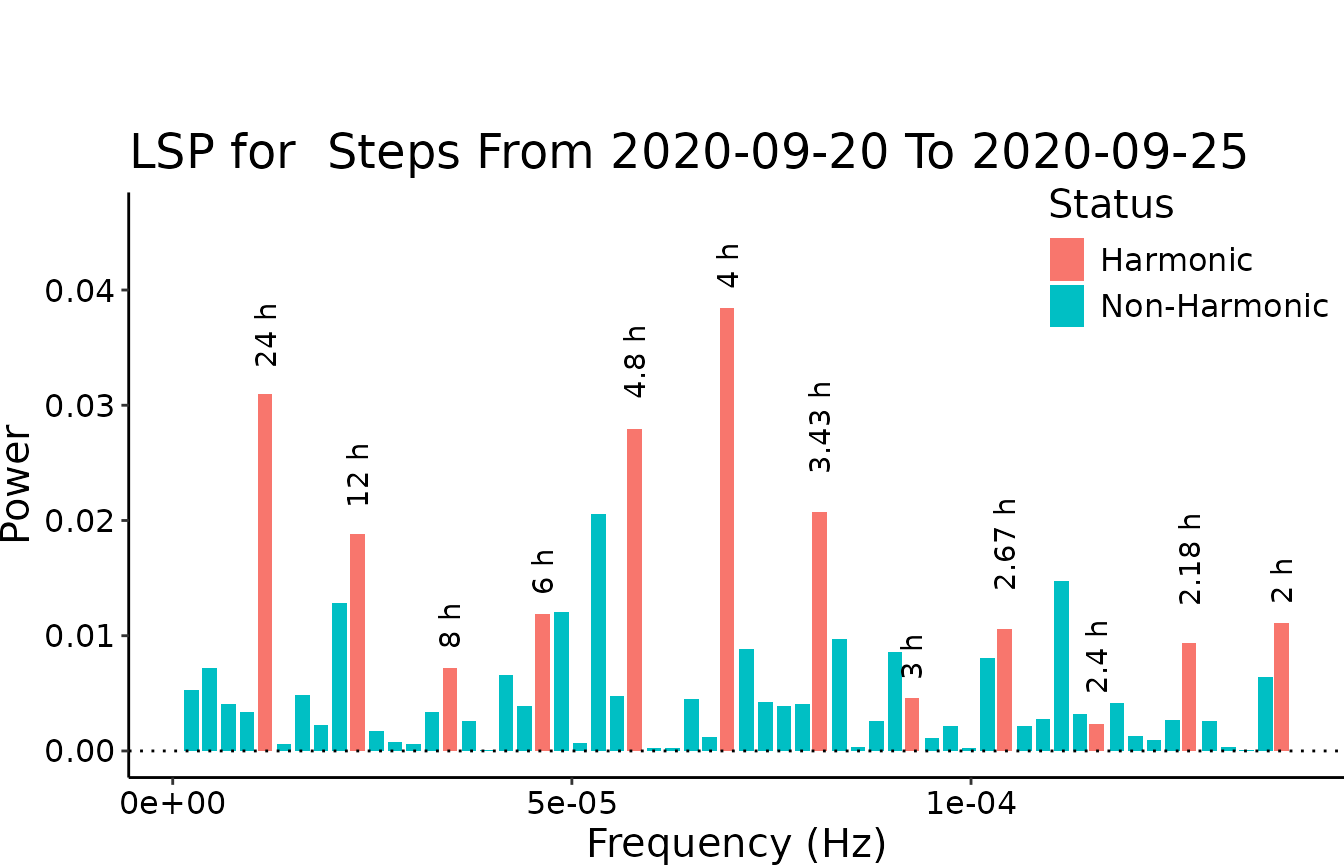 LSP for  Steps From 2020-09-20 To 2020-09-25
Status
Harmonic
Non-Harmonic
Power
0.04
0.03
0.02
0.01
0.00
24 h
12 h
8 h
6 h
4.8 h
4 h
3.43 h
3 h
2.67 h
2.4 h
2.18 h
2 h
0e+00
5e-05
1e-04
Frequency (Hz)